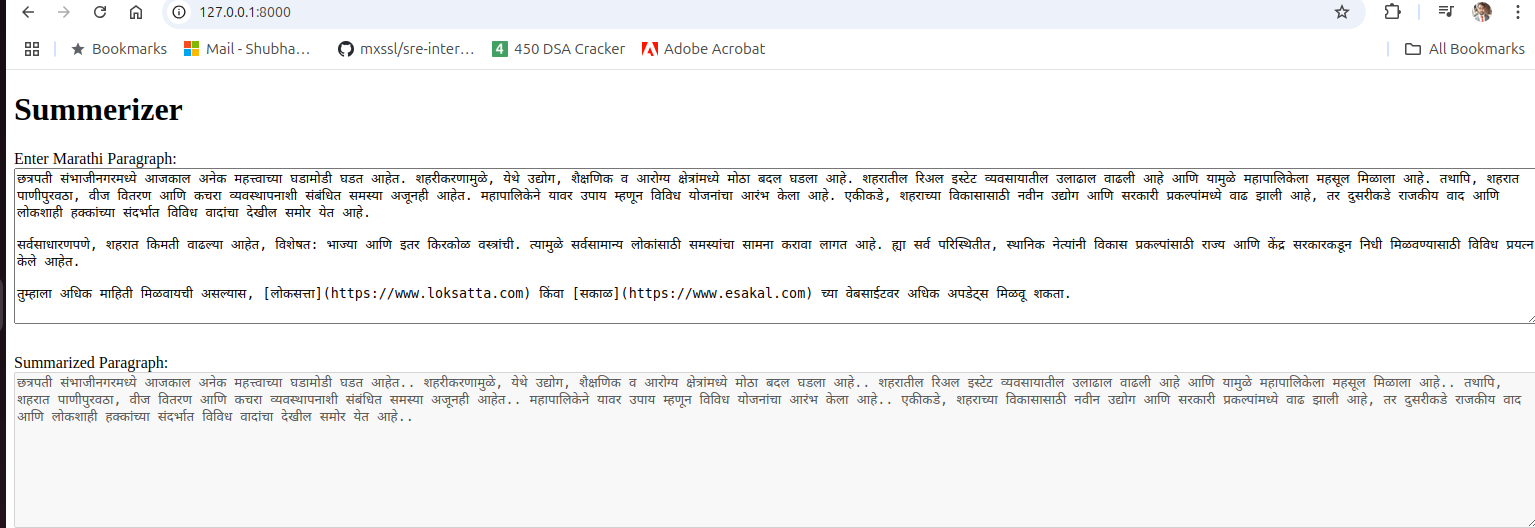 127.0.0.1:8000
Bookmarks Mail - Shubha... mxssl/sre-inter... 4 450 DSA Cracker Adobe Acrobat All Bookmarks
Summerizer
Enter Marathi Paragraph:
छत्रपती संभाजीनगरमध्ये आजकाल अनेक महत्त्वाच्या घडामोडी घडत आहेत. शहरीकरणामुळे, येथे उद्योग, शैक्षणिक व आरोग्य क्षेत्रांमध्ये मोठा बदल घडला आहे. शहरातील रिअल इस्टेट व्यवसायातील उलाढाल वाढली आहे आणि यामुळे महापालिकेला महसूल मिळाला आहे. तथापि, शहरात
पाणीपुरवठा, वीज वितरण आणि कचरा व्यवस्थापनाशी संबंधित समस्या अजूनही आहेत. महापालिकेने यावर उपाय म्हणून विविध योजनांचा आरंभ केला आहे. एकीकडे, शहराच्या विकासासाठी नवीन उद्योग आणि सरकारी प्रकल्पांमध्ये वाढ झाली आहे, तर दुसरीकडे राजकीय वाद आणि
लोकशाही हक्कांच्या संदर्भात विविध वादांचा देखील समोर येत आहे.
सर्वसाधारणपणे, शहरात किमती वाढल्या आहेत, विशेषत: भाज्या आणि इतर किरकोळ वस्त्रांची. त्यामुळे सर्वसामान्य लोकांसाठी समस्यांचा सामना करावा लागत आहे. ह्या सर्व परिस्थितीत, स्थानिक नेत्यांनी विकास प्रकल्पांसाठी राज्य आणि केंद्र सरकारकडून निधी मिळवण्यासाठी विविध प्रयत्न
केले आहेत.
तुम्हाला अधिक माहिती मिळवायची असल्यास, [लोकसत्ता](https://www.loksatta.com) किंवा [सकाळ](https://www.esakal.com) च्या वेबसाईटवर अधिक अपडेट्स मिळवू शकता.
Summarized Paragraph:
छत्रपती संभाजीनगरमध्ये आजकाल अनेक महत्त्वाच्या घडामोडी घडत आहेत.. शहरीकरणामुळे, येथे उद्योग, शैक्षणिक व आरोग्य क्षेत्रांमध्ये मोठा बदल घडला आहे.. शहरातील रिअल इस्टेट व्यवसायातील उलाढाल वाढली आहे आणि यामुळे महापालिकेला महसूल मिळाला आहे.. तथापि,
शहरात पाणीपुरवठा, वीज वितरण आणि कचरा व्यवस्थापनाशी संबंधित समस्या अजूनही आहेत.. महापालिकेने यावर उपाय म्हणून विविध योजनांचा आरंभ केला आहे.. एकीकडे, शहराच्या विकासासाठी नवीन उद्योग आणि सरकारी प्रकल्पांमध्ये वाढ झाली आहे, तर दुसरीकडे राजकीय वाद
आणि लोकशाही हक्कांच्या संदर्भात विविध वादांचा देखील समोर येत आहे..